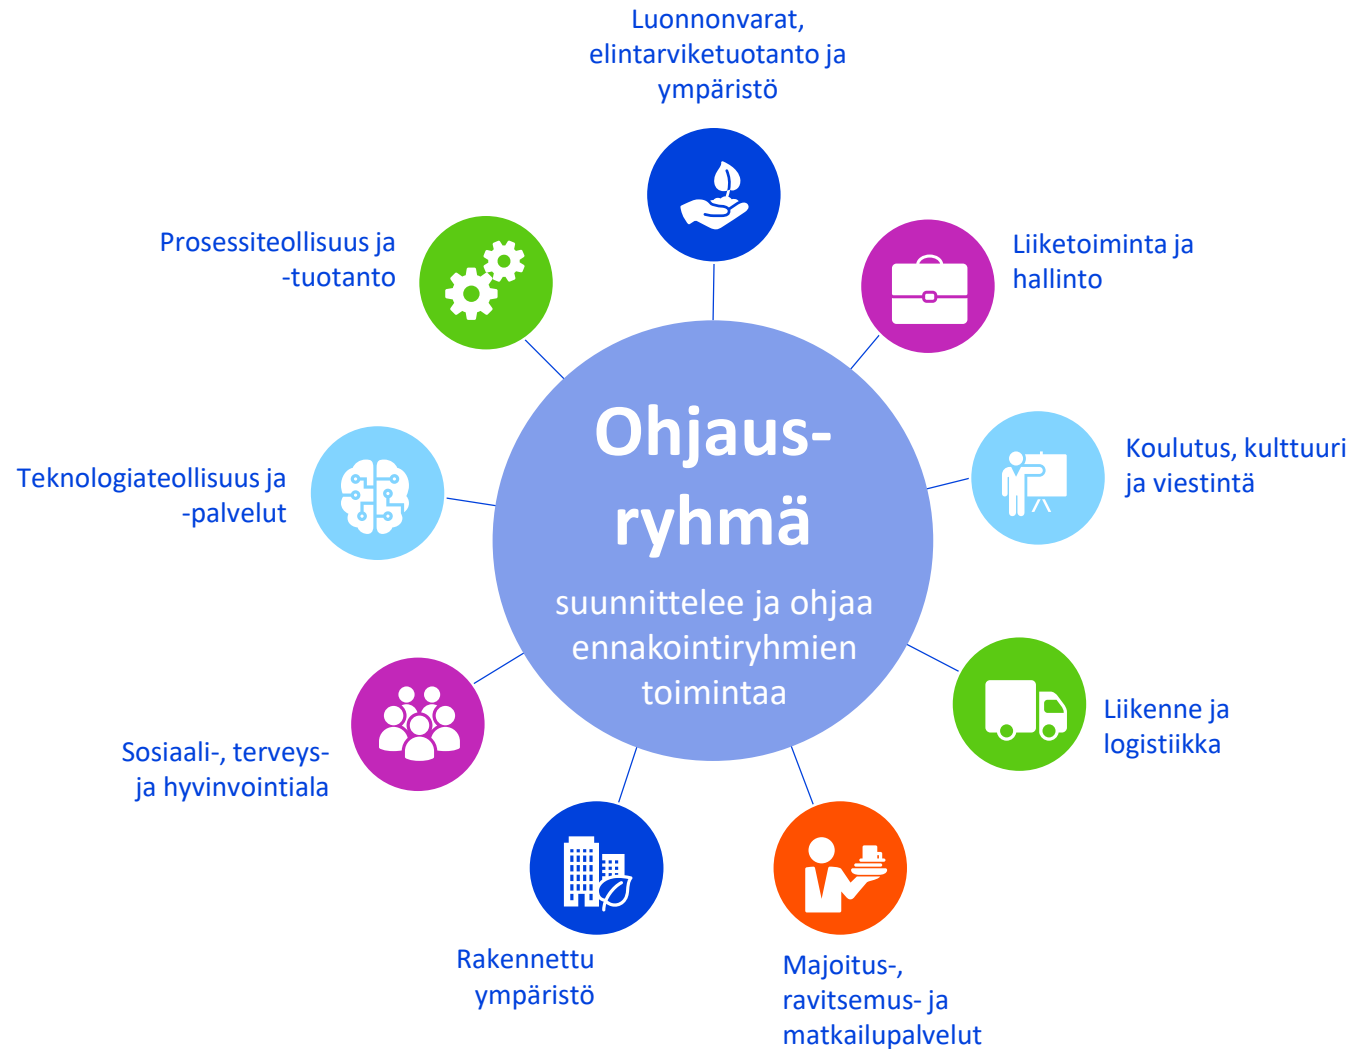 Luonnonvarat,
elintarviketuotanto ja
ympäristö
Liiketoiminta ja
hallinto
Koulutus, kulttuuri
ja viestintä
Liikenne ja
logistiikka
Majoitus-,
ravitsemus- ja
matkailupalvelut
Rakennettu
ympäristö
Sosiaali-, terveys-
ja hyvinvointiala
Teknologiateollisuus ja
-palvelut
Prosessiteollisuus ja
-tuotanto
Ohjaus-
ryhmä
suunnittelee ja ohjaa
ennakointiryhmien
toimintaa